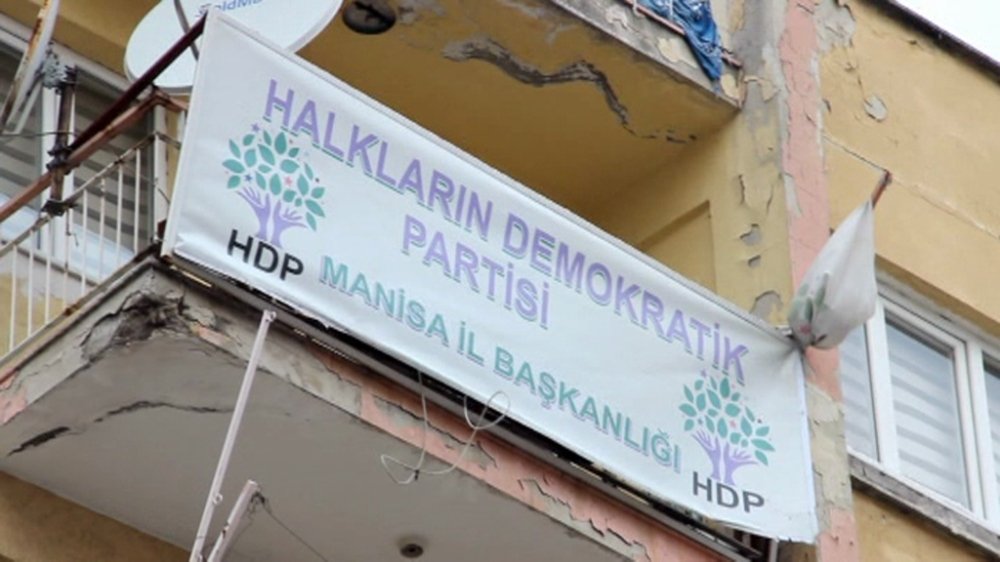 HALKLARIN DEMOKRATİK
PARTİSİ
MANİSA İL BAŞKANLIĞI
HDP
HDP